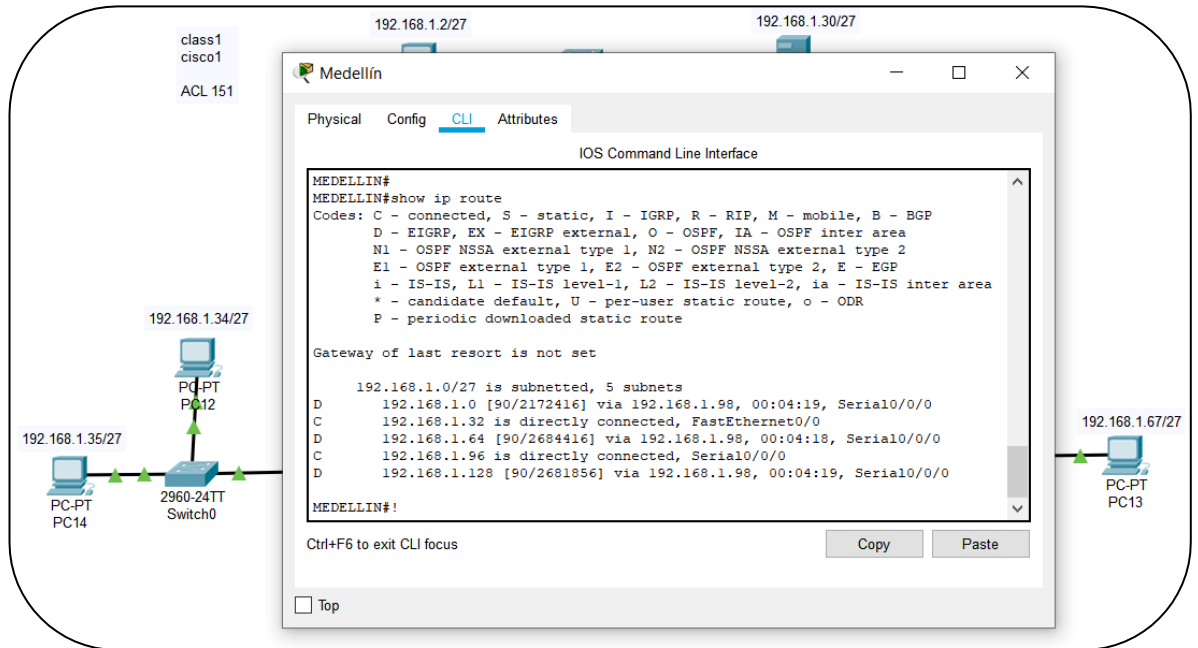 192.168.1.2/27
192.168.1.30/27
class1
cisco1
ACL 151
Medellín
Physical Config CLI Attributes
IOS Command Line Interface
MEDELLIN#
MEDELLIN#show ip route
Codes: C - connected, S - static, I - IGRP, R - RIP, M - mobile, B - BGP
D - EIGRP, EX - EIGRP external, O - OSPF, IA - OSPF inter area
N1 - OSPF NSSA external type 1, N2 - OSPF NSSA external type 2
E1 - OSPF external type 1, E2 - OSPF external type 2, E - EGP
i - IS-IS, L1 - IS-IS level-1, L2 - IS-IS level-2, ia - IS-IS inter area
* - candidate default, U - per-user static route, o - ODR
P - periodic downloaded static route
Gateway of last resort is not set
192.168.1.0/27 is subnetted, 5 subnets
D 192.168.1.0 [90/2172416] via 192.168.1.98, 00:04:19, Serial0/0/0
C 192.168.1.32 is directly connected, FastEthernet0/0
D 192.168.1.64 [90/2684416] via 192.168.1.98, 00:04:18, Serial0/0/0
C 192.168.1.96 is directly connected, Serial0/0/0
D 192.168.1.128 [90/2681856] via 192.168.1.98, 00:04:19, Serial0/0/0
MEDELLIN#!
Ctrl+F6 to exit CLI focus
Copy
Paste
Top
192.168.1.34/27
PC-PT
PC12
192.168.1.35/27
PC-PT
PC14
2960-24TT
Switch0
192.168.1.67/27
PC-PT
PC13